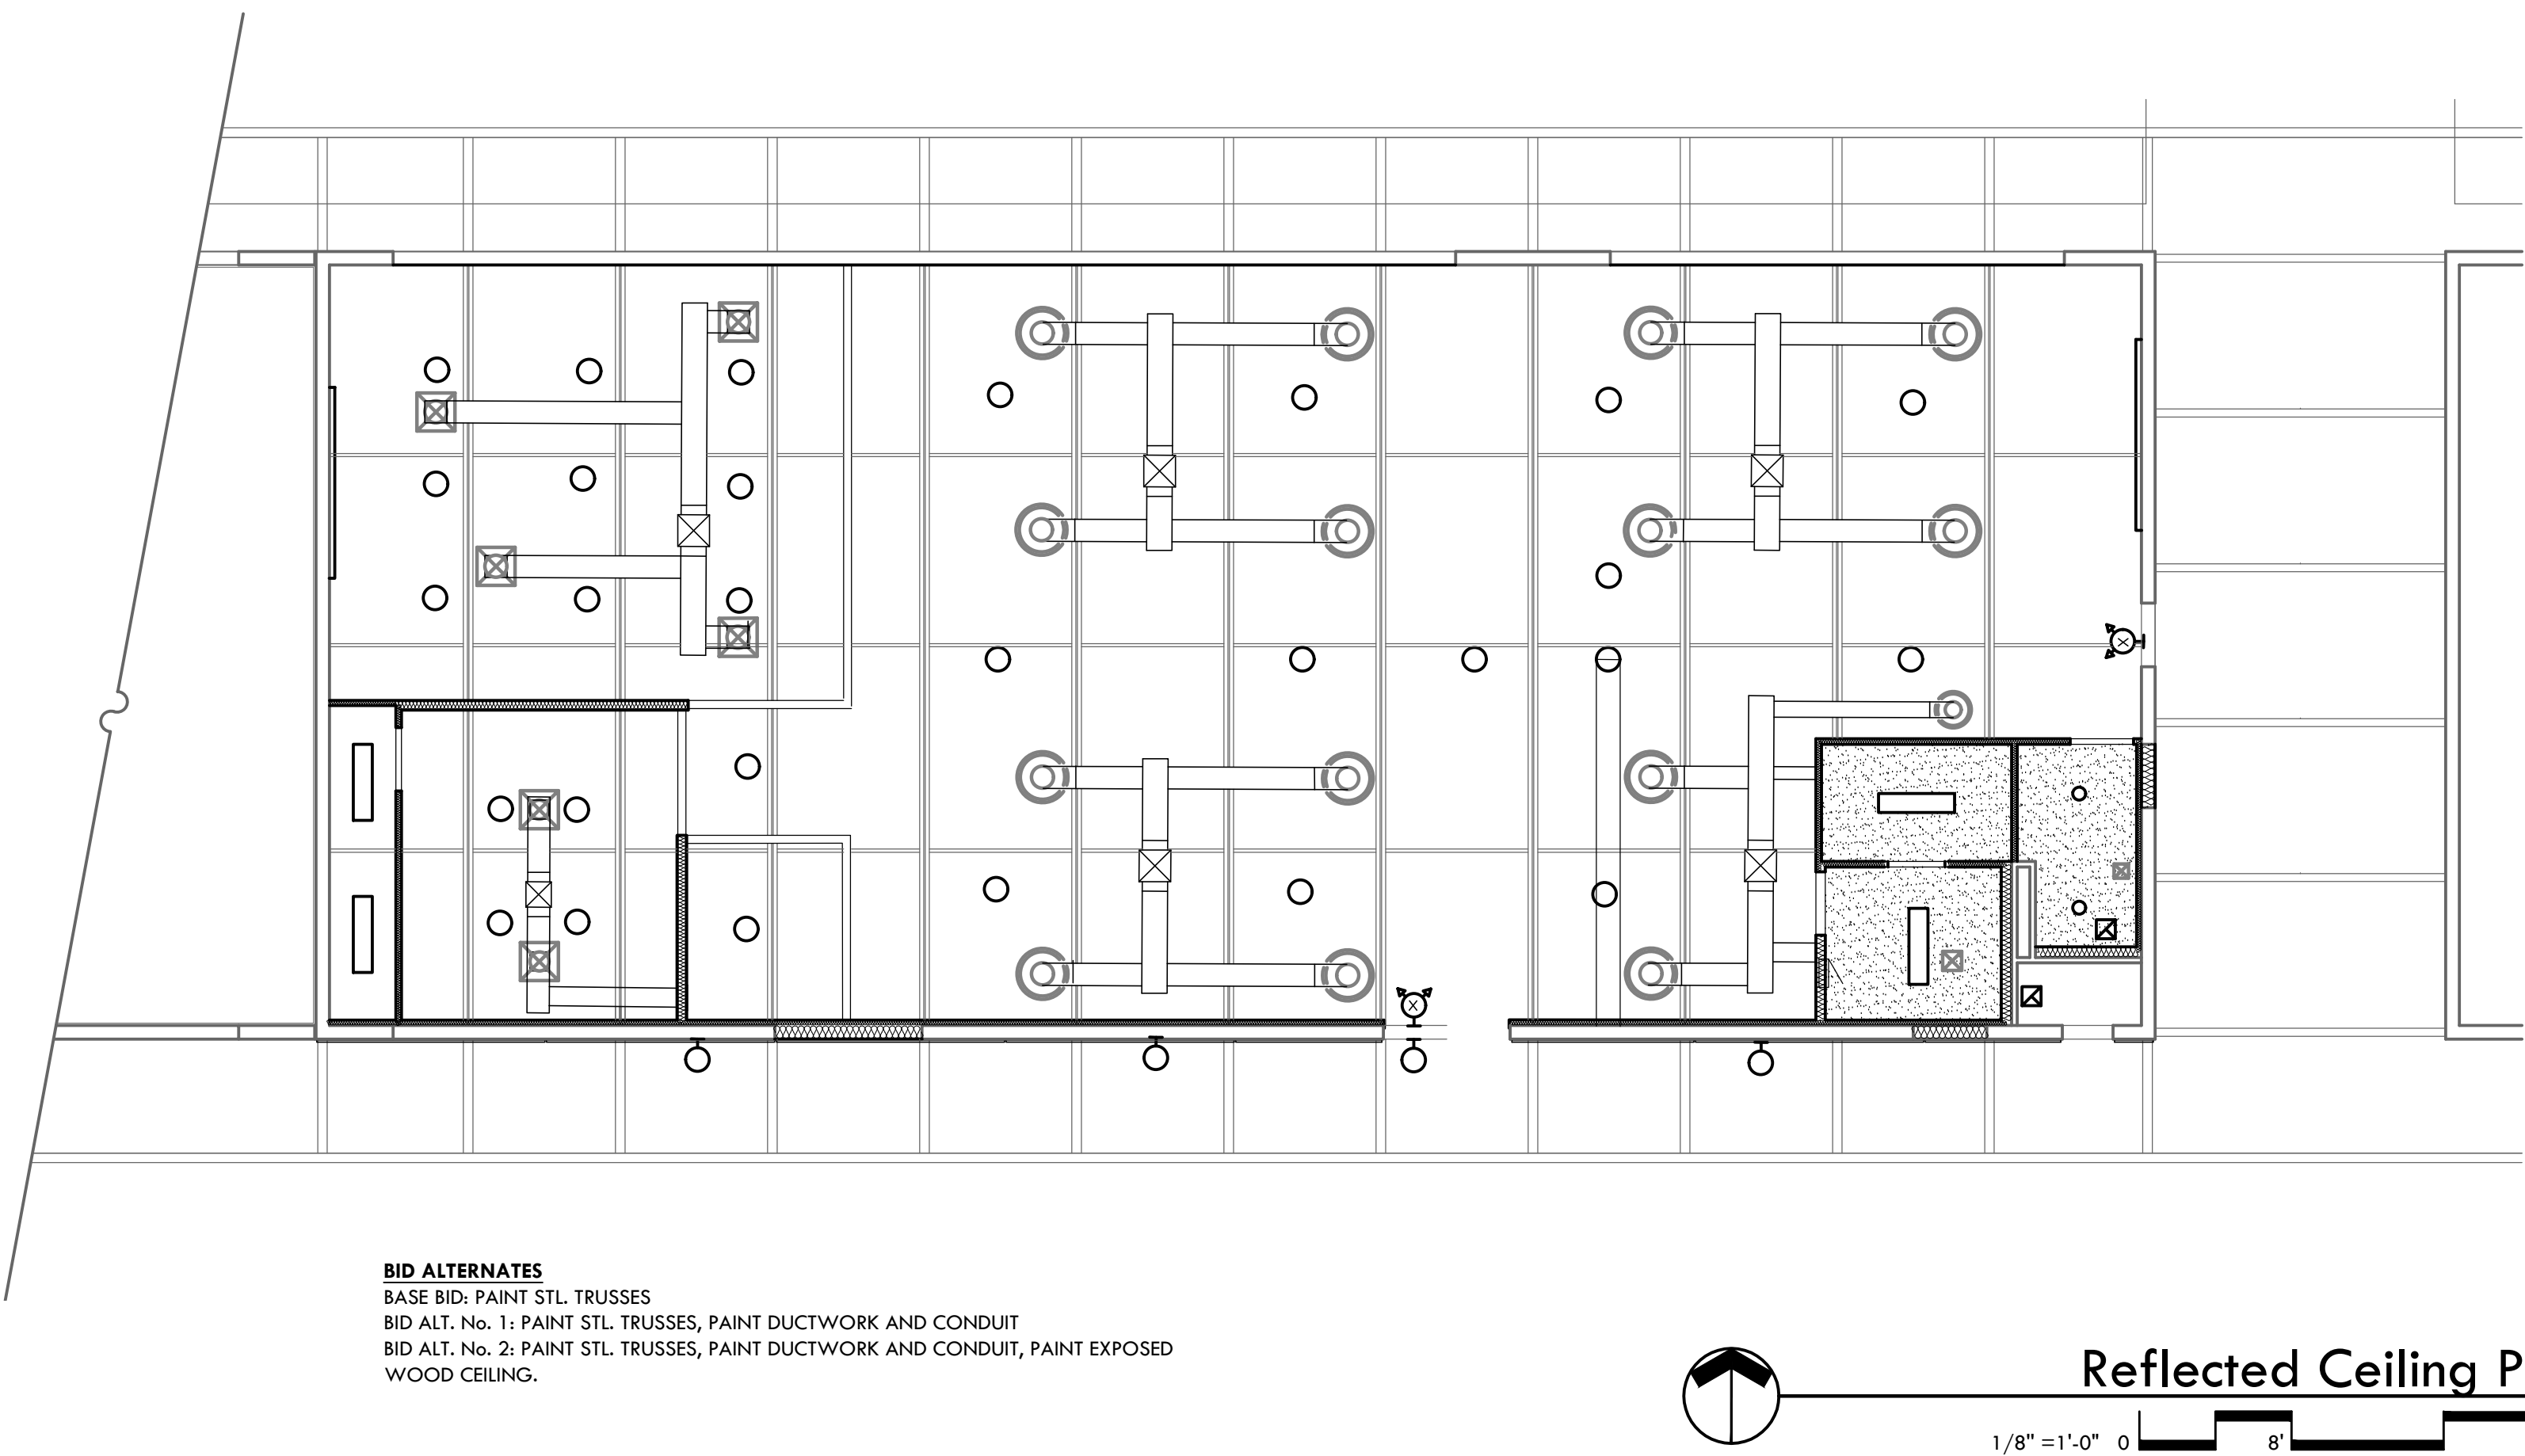 BID ALTERNATES
BASE BID: PAINT STL. TRUSSES
BID ALT. No. 1: PAINT STL. TRUSSES, PAINT DUCTWORK AND CONDUIT
BID ALT. No. 2: PAINT STL. TRUSSES, PAINT DUCTWORK AND CONDUIT, PAINT EXPOSED
WOOD CEILING.
Reflected Ceiling P
1/8" =1'-0" 0 8'
X
X